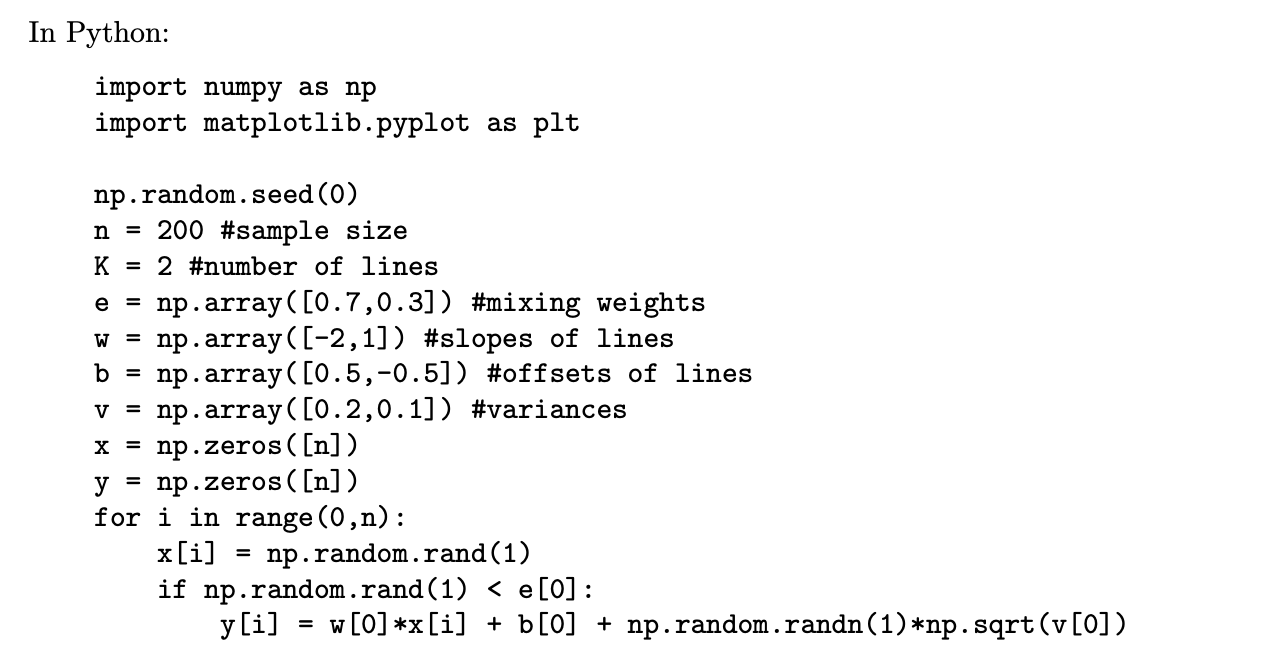 In Python:
import numpy as np
import matplotlib.pyplot as plt
np.random.seed(0)
n = 200 #sample size
K = 2 #number of lines
e = np.array([0.7,0.3]) #mixing weights
w = np.array([-2,1]) #slopes of lines
b = np.array([0.5,-0.5]) #offsets of lines
v = np.array([0.2,0.1]) #variances
x = np.zeros([n])
y = np.zeros([n])
for i in range(0,n):
    x[i] = np.random.rand(1)
    if np.random.rand(1) < e[0]:
        y[i] = w[0]*x[i] + b[0] + np.random.randn(1)*np.sqrt(v[0])